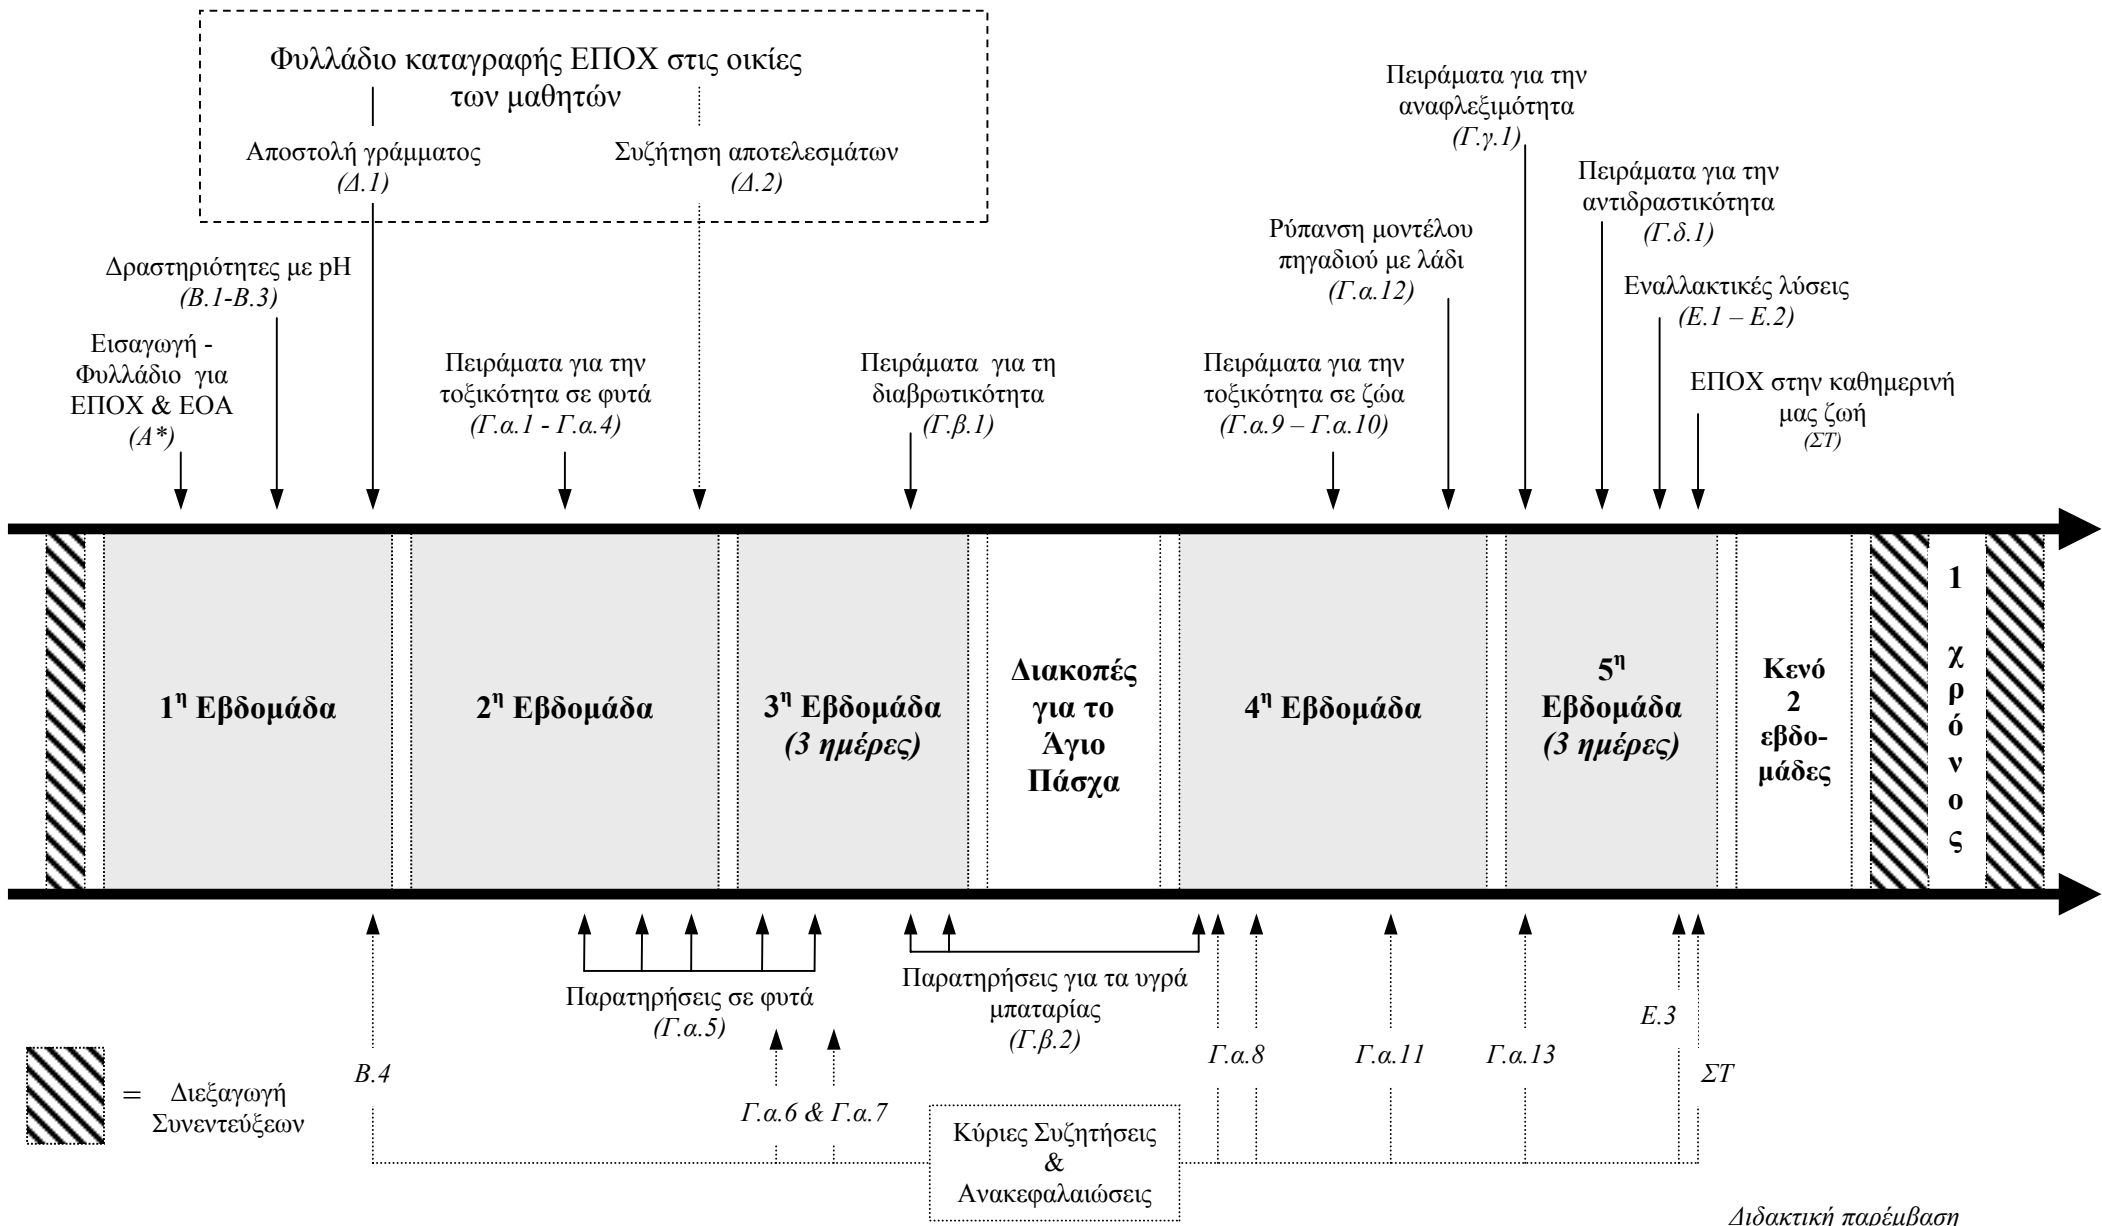 Φυλλάδιο καταγραφής ΕΠΟΧ στις οικίες
των μαθητών
Αποστολή γράμματος
(Δ.1)
Συζήτηση αποτελεσμάτων
(Δ.2)
Δραστηριότητες με pH
(Β.1-Β.3)
Εισαγωγή -
Φυλλάδιο για
ΕΠΟΧ & ΕΟΑ
(Α*)
Πειράματα για την
τοξικότητα σε φυτά
(Γ.α.1 - Γ.α.4)
Πειράματα για τη
διαβρωτικότητα
(Γ.β.1)
Πειράματα για την
τοξικότητα σε ζώα
(Γ.α.9 – Γ.α.10)
Ρύπανση μοντέλου
πηγαδιού με λάδι
(Γ.α.12)
Πειράματα για την
αναφλεξιμότητα
(Γ.γ.1)
Πειράματα για την
αντιδραστικότητα
(Γ.δ.1)
Εναλλακτικές λύσεις
(Ε.1 – Ε.2)
ΕΠΟΧ στην καθημερινή
μας ζωή
(ΣΤ)
1η Εβδομάδα
2η Εβδομάδα
3η Εβδομάδα
(3 ημέρες)
Διακοπές
για το
Άγιο
Πάσχα
4η Εβδομάδα
5η
Εβδομάδα
(3 ημέρες)
Κενό
2
εβδο-
μάδες
1
χ
ρ
ό
ν
ο
ς
Παρατηρήσεις σε φυτά
(Γ.α.5)
Παρατηρήσεις για τα υγρά
μπαταρίας
(Γ.β.2)
Β.4
Γ.α.6 & Γ.α.7
Γ.α.8
Γ.α.11
Γ.α.13
Ε.3
ΣΤ
= Διεξαγωγή
Συνεντεύξεων
Κύριες Συζητήσεις
&
Ανακεφαλαιώσεις
Διδακτική παρέμβαση